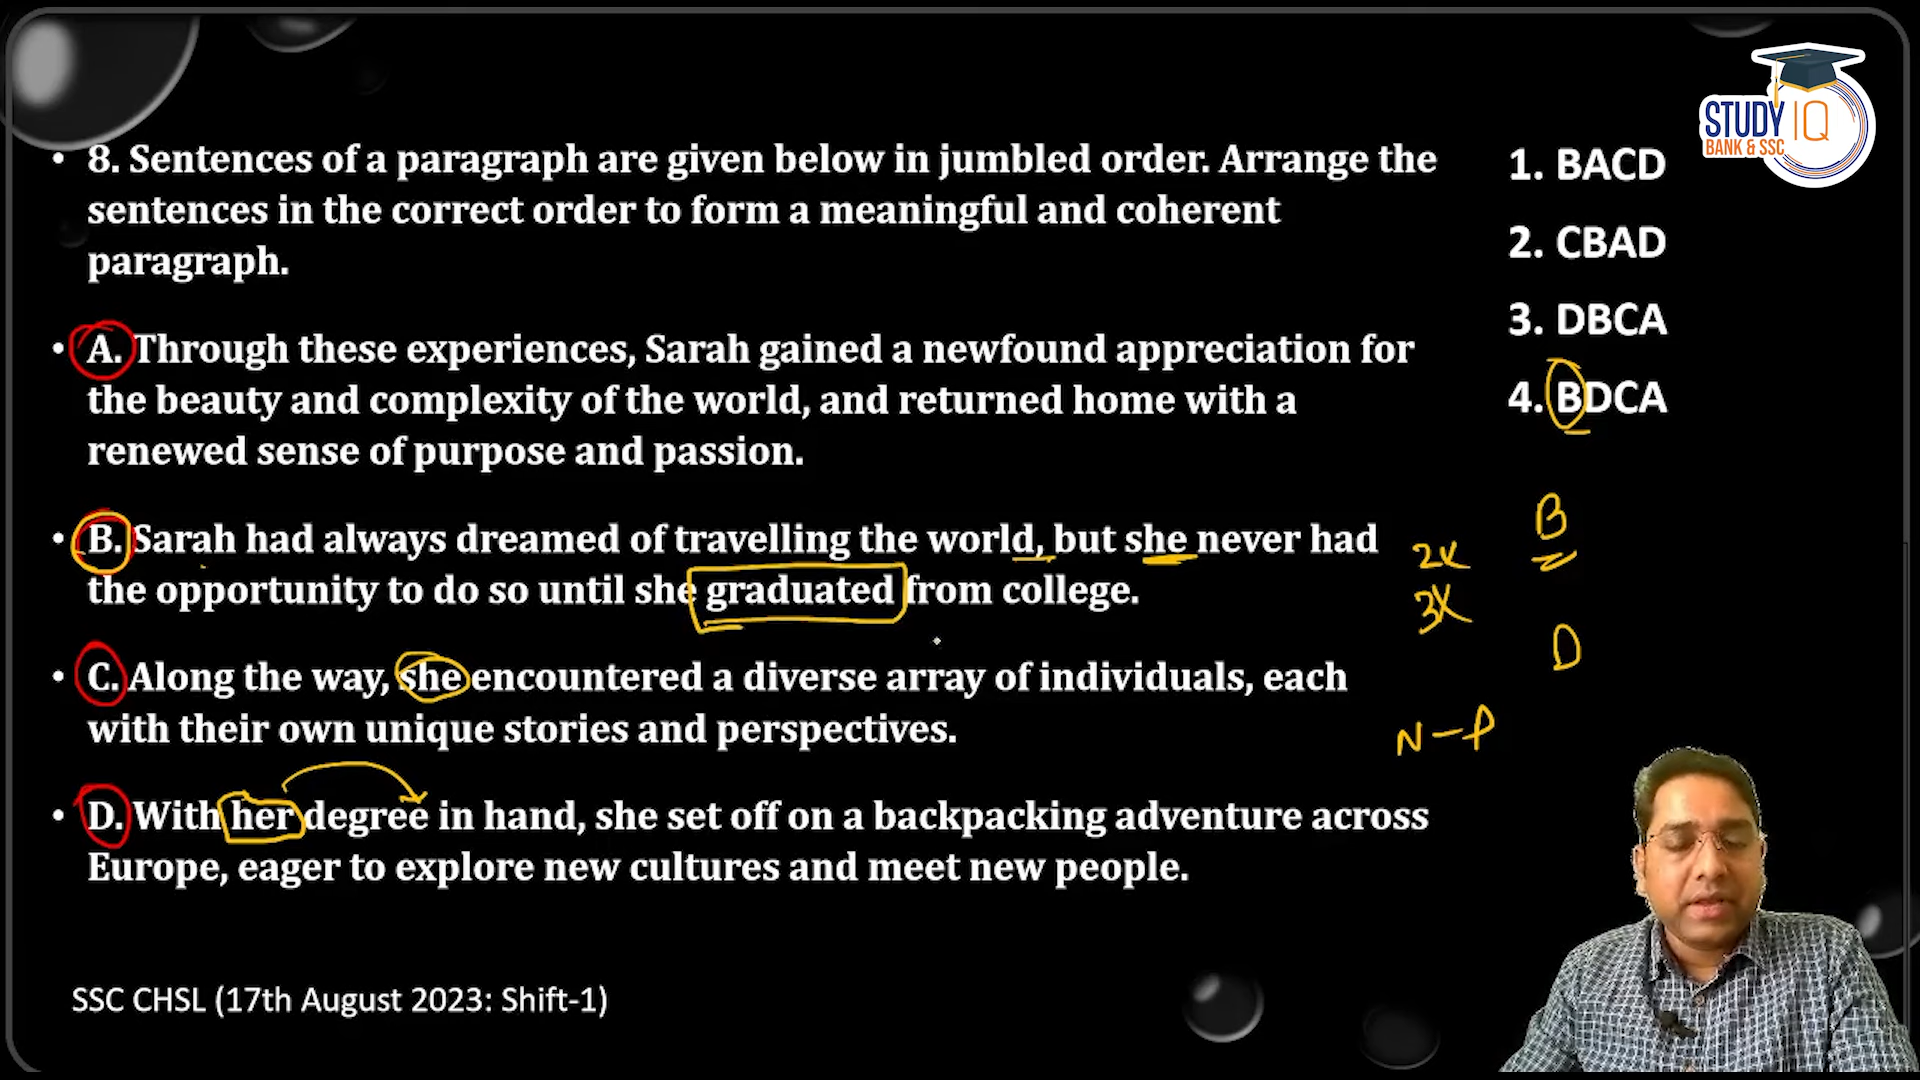 • 8. Sentences of a paragraph are given below in jumbled order. Arrange the
sentences in the correct order to form a meaningful and coherent
paragraph.
• A. Through these experiences, Sarah gained a newfound appreciation for
the beauty and complexity of the world, and returned home with a
renewed sense of purpose and passion.
• B. Sarah had always dreamed of travelling the world, but she never had
the opportunity to do so until she graduated from college.
• C. Along the way, she encountered a diverse array of individuals, each
with their own unique stories and perspectives.
• D. With her degree in hand, she set off on a backpacking adventure across
Europe, eager to explore new cultures and meet new people.
SSC CHSL (17th August 2023: Shift-1)
1. BACD
2. CBAD
3. DBCA
4. BDCA
2x
3x
B
D
N-P
STUDY IQ
BANK & SSC